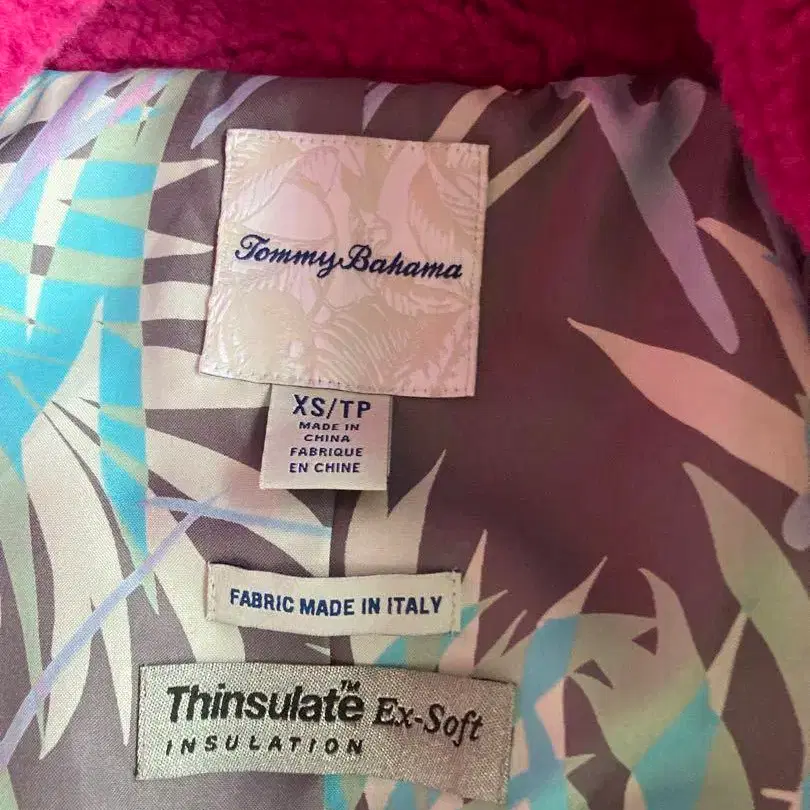 Tommy Bahama
XS/TP
MADE IN
CHINA
FABRIQUE
EN CHINE
FABRIC MADE IN ITALY
Thinsulate™ Ex-Soft
INSULATION